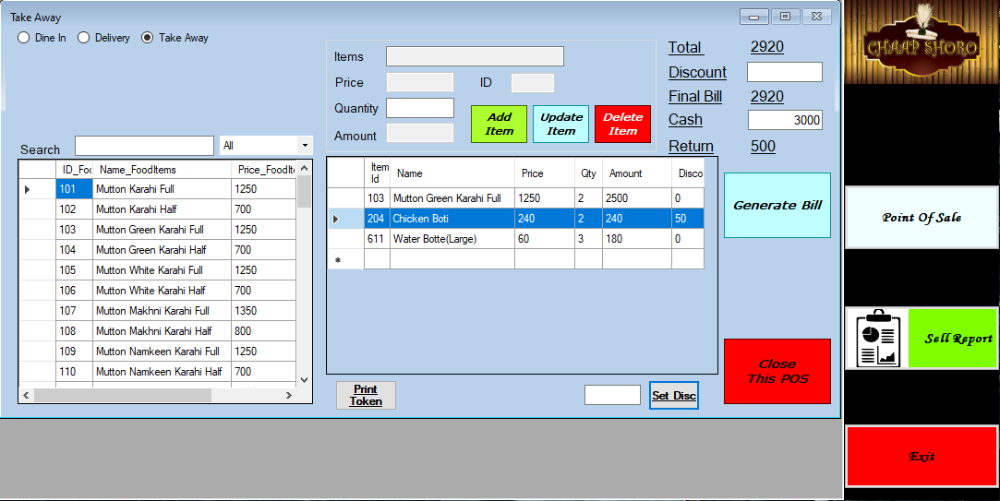 Take Away
Dine In Delivery Take Away
CHAAP SHORO
Items
Price ID
Quantity
Amount
Add Item
Update Item
Delete Item
Total 2920
Discount
Final Bill 2920
Cash 3000
Return 500
Search All
ID_Foo Name_FoodItems Price_FoodIte
101 Mutton Karahi Full 1250
102 Mutton Karahi Half 700
103 Mutton Green Karahi Full 1250
104 Mutton Green Karahi Half 700
105 Mutton White Karahi Full 1250
106 Mutton White Karahi Half 700
107 Mutton Makhni Karahi Full 1350
108 Mutton Makhni Karahi Half 800
109 Mutton Namkeen Karahi Full 1250
110 Mutton Namkeen Karahi Half 700
Item Id Name Price Qty Amount Disco
103 Mutton Green Karahi Full 1250 2 2500 0
204 Chicken Boti 240 2 240 50
611 Water Botte(Large) 60 3 180 0
Generate Bill
Close
This POS
Print
Token
Set Disc
Point Of Sale
Sell Report
Exit